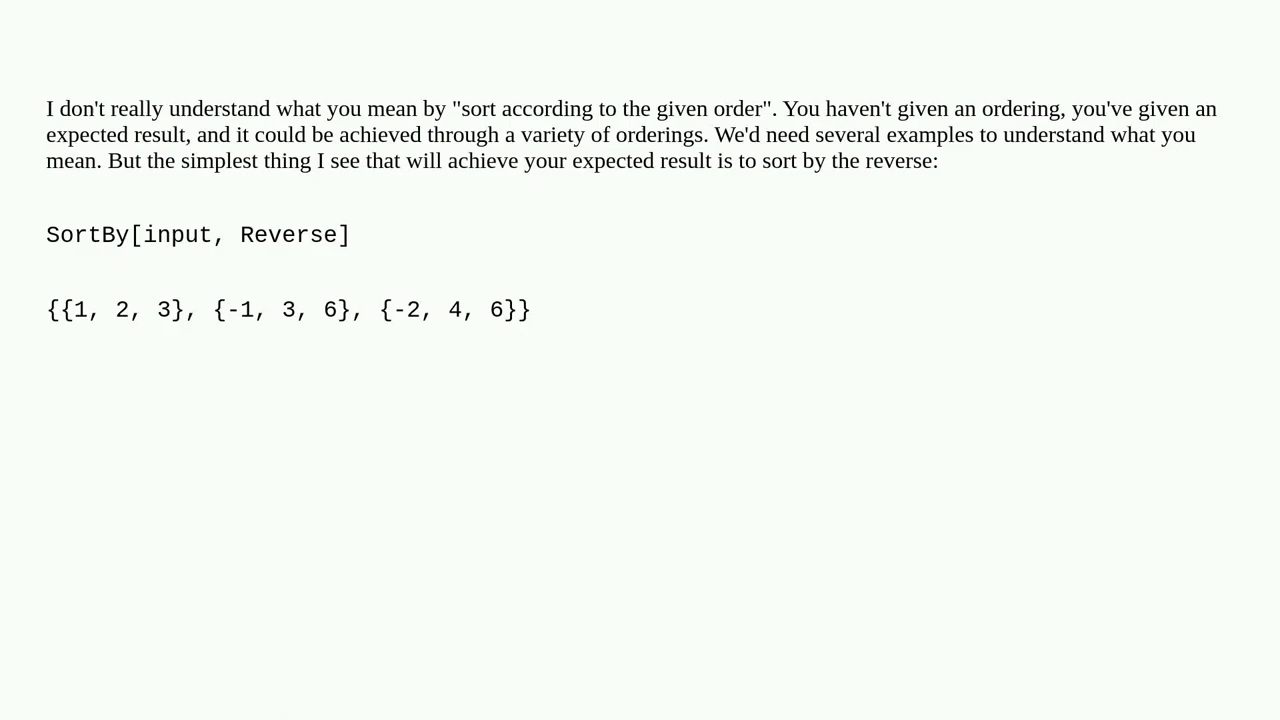 I don't really understand what you mean by "sort according to the given order". You haven't given an ordering, you've given an
expected result, and it could be achieved through a variety of orderings. We'd need several examples to understand what you
mean. But the simplest thing I see that will achieve your expected result is to sort by the reverse:
SortBy[input, Reverse]
{{1, 2, 3}, {-1, 3, 6}, {-2, 4, 6}}